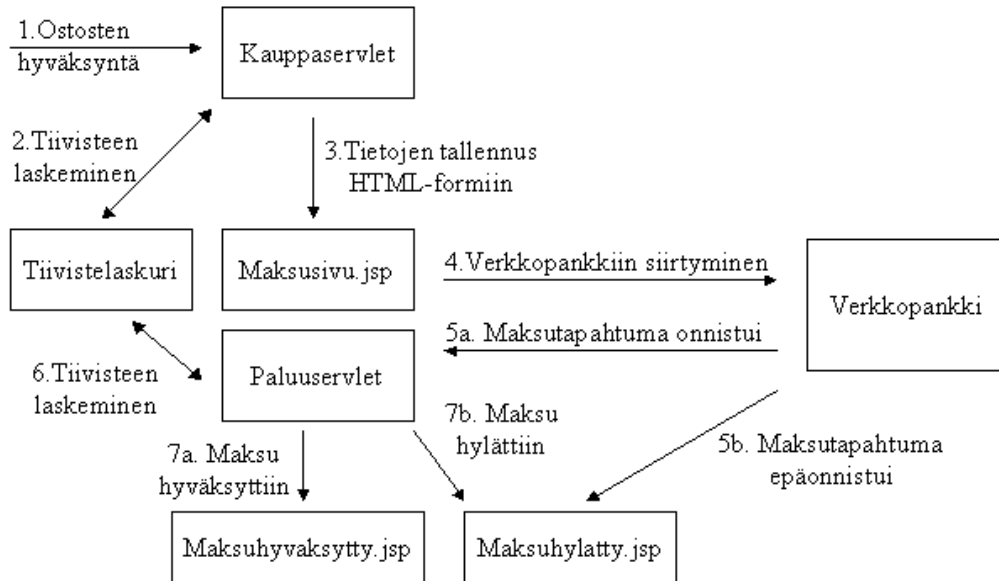 1.Ostosten
hyväksyntä
Kauppaservlet
2.Tiivisteen
laskeminen
3.Tietojen tallennus
HTML-formiin
Tiivistelaskuri
Maksusivu.jsp
4.Verkkopankkiin siirtyminen
Verkkopankki
5a. Maksutapahtuma onnistui
6.Tiivisteen
laskeminen
Paluuservlet
7b. Maksu
hylättiin
7a. Maksu
hyväksyttiin
5b. Maksutapahtuma
epäonnistui
Maksuhyvaksytty.jsp
Maksuhylatty.jsp